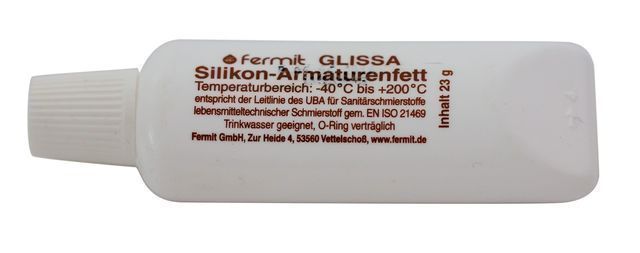 fermit GLISSA
Silikon-Armaturenfett
Temperaturbereich: -40°C bis +200°C
entspricht der Leitlinie des UBA für Sanitärschmierstoffe
lebensmitteltechnischer Schmierstoff gem. EN ISO 21469
Trinkwasser geeignet, O-Ring verträglich
Fermit GmbH, Zur Heide 4, 53560 Vettelschoß, www.fermit.de
Inhalt 23 g